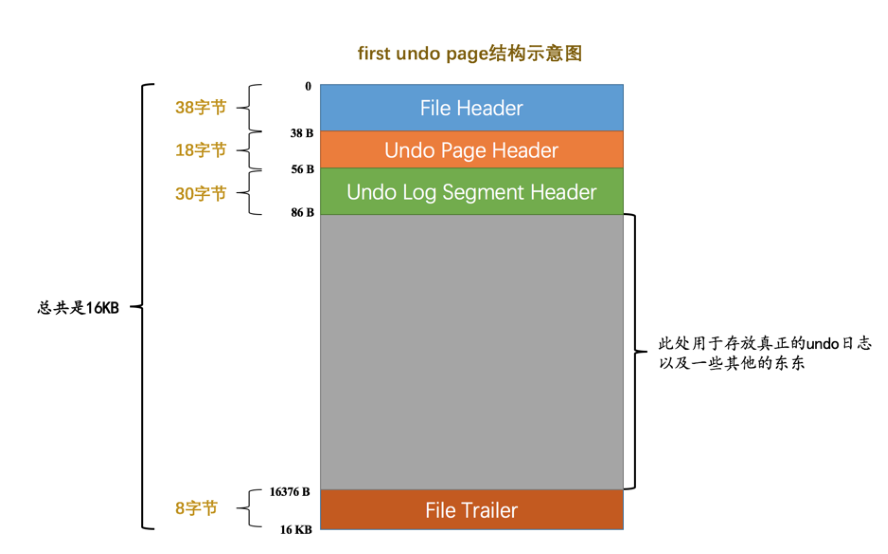 first undo page结构示意图
0
38字节
File Header
38 B
18字节
Undo Page Header
56 B
30字节
Undo Log Segment Header
86 B
总共是16KB
此处用于存放真正的undo日志
以及一些其他的东东
16376 B
8字节
File Trailer
16 KB